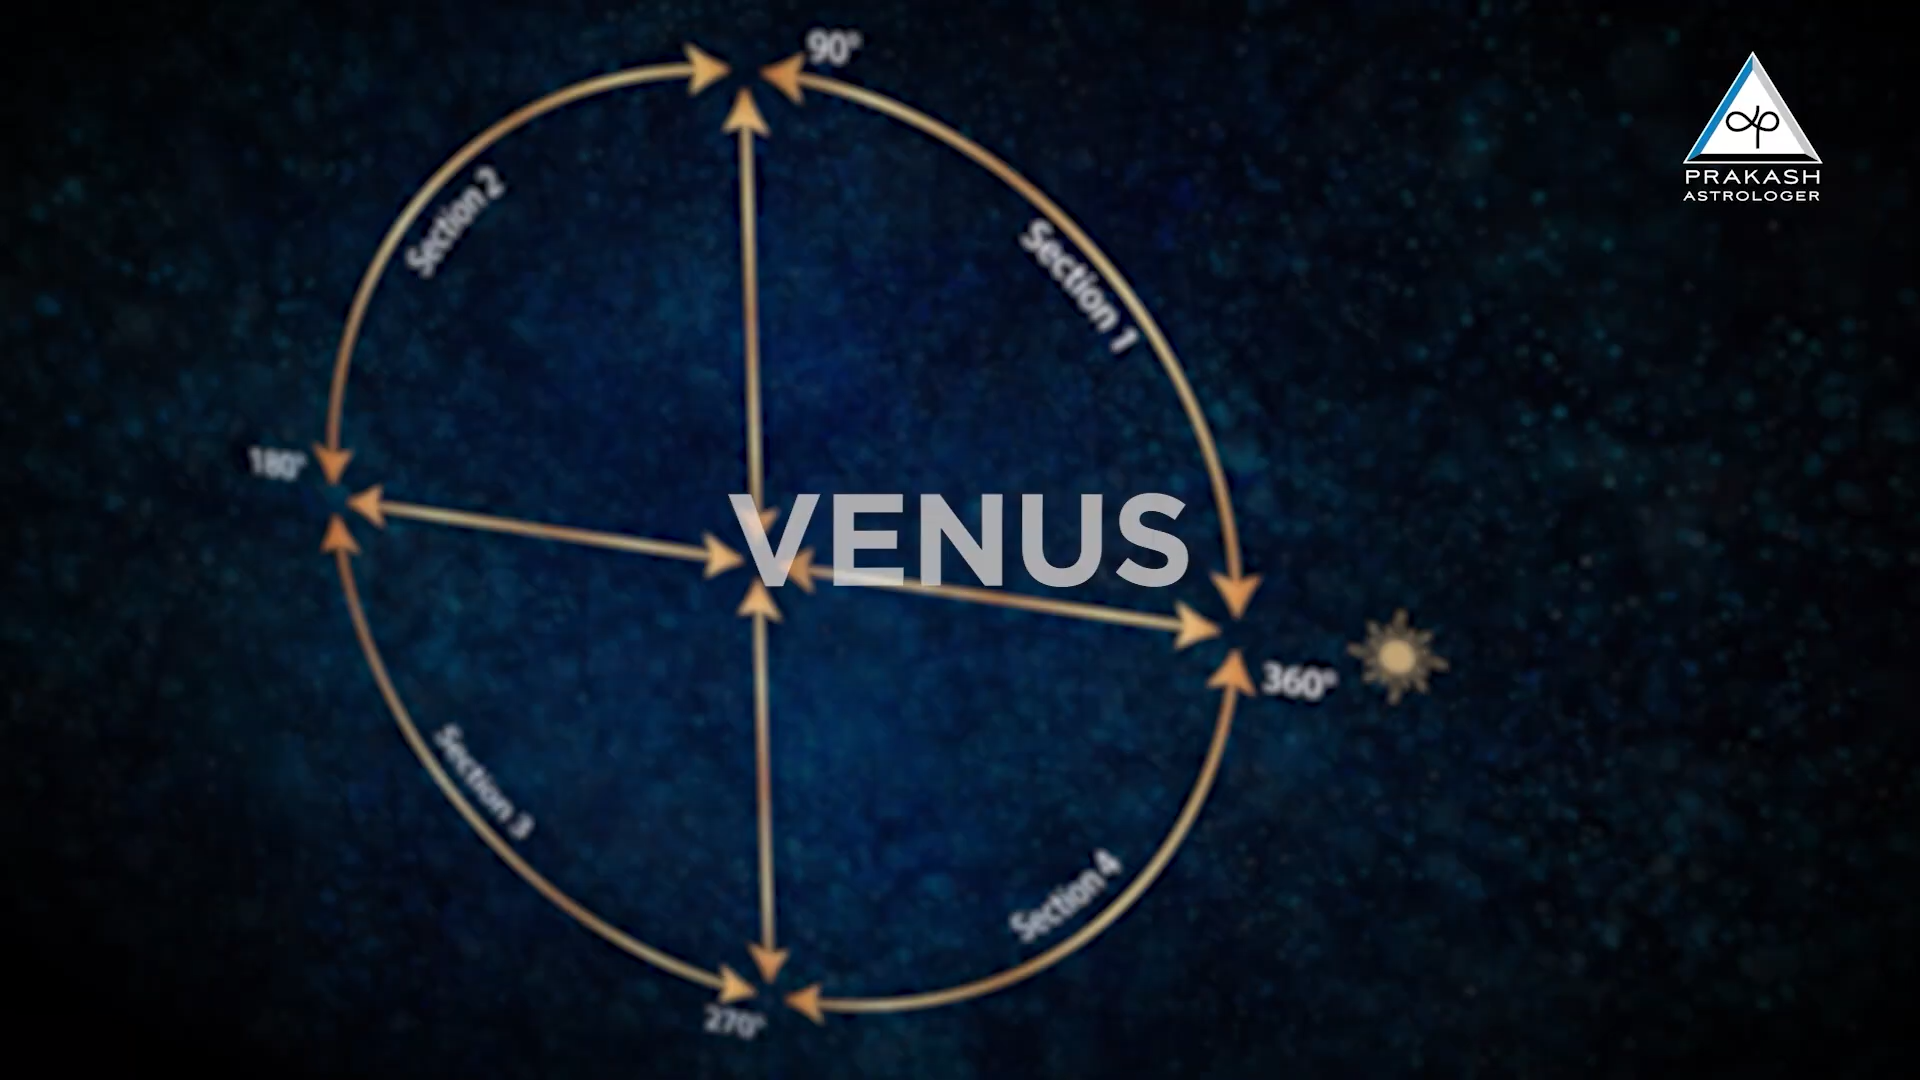 90°
PRAKASH
ASTROLOGER
Section 2
Section 1
180°
VENUS
360°
Section 3
Section 4
270°